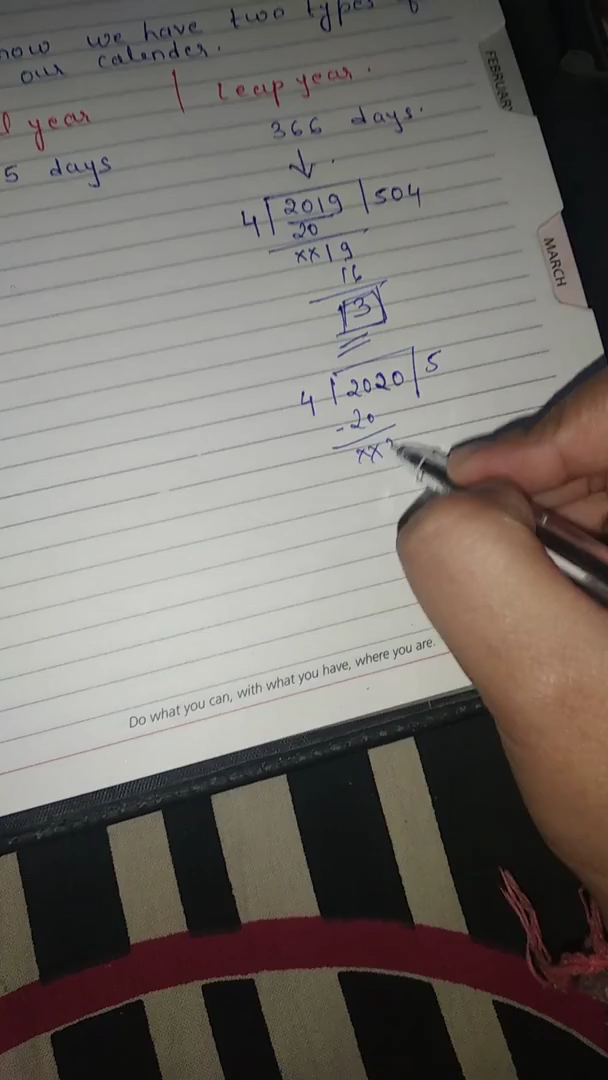 now we have two types
our calender.
year | Leap year.
5 days 366 days.
↓
4 | 2019 | 504
20
xx19
16
3
4 | 2020 | 5
-20
xx
FEBRUARY
MARCH
Do what you can, with what you have, where you are.